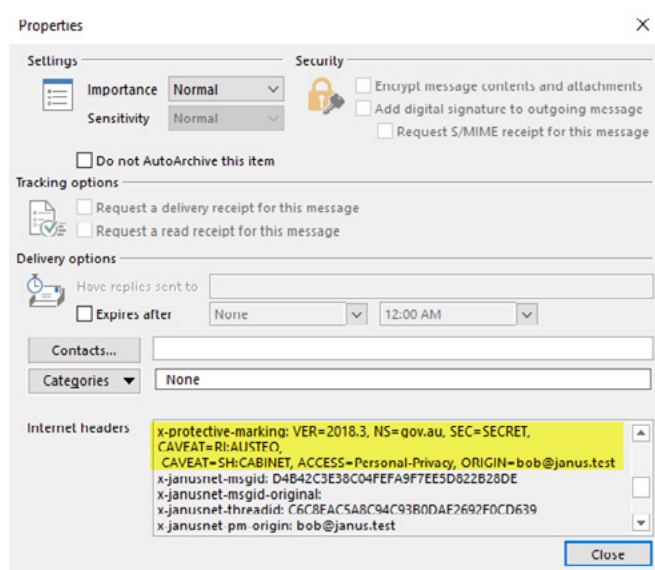 Properties
Settings
Security
Importance Normal
Encrypt message contents and attachments
Add digital signature to outgoing message
Sensitivity Normal
Request S/MIME receipt for this message
Do not AutoArchive this item
Tracking options
Request a delivery receipt for this message
Request a read receipt for this message
Delivery options
Have replies sent to
Expires after None 12:00 AM
Contacts...
Categories None
Internet headers
x-protective-marking: VER=2018.3, NS=gov.au, SEC=SECRET,
CAVEAT=RI:AUSTEO,
CAVEAT=SH:CABINET, ACCESS=Personal-Privacy, ORIGIN=bob@janus.test
x-janusnet-msgid: D4B42C3E38C04FEFA9F7EE5D822B28DE
x-janusnet-msgid-original:
x-janusnet-threadid: C6C8EAC5A8C94C93B0DAE2692F0CD639
x-janusnet-pm-origin: bob@janus.test
Close